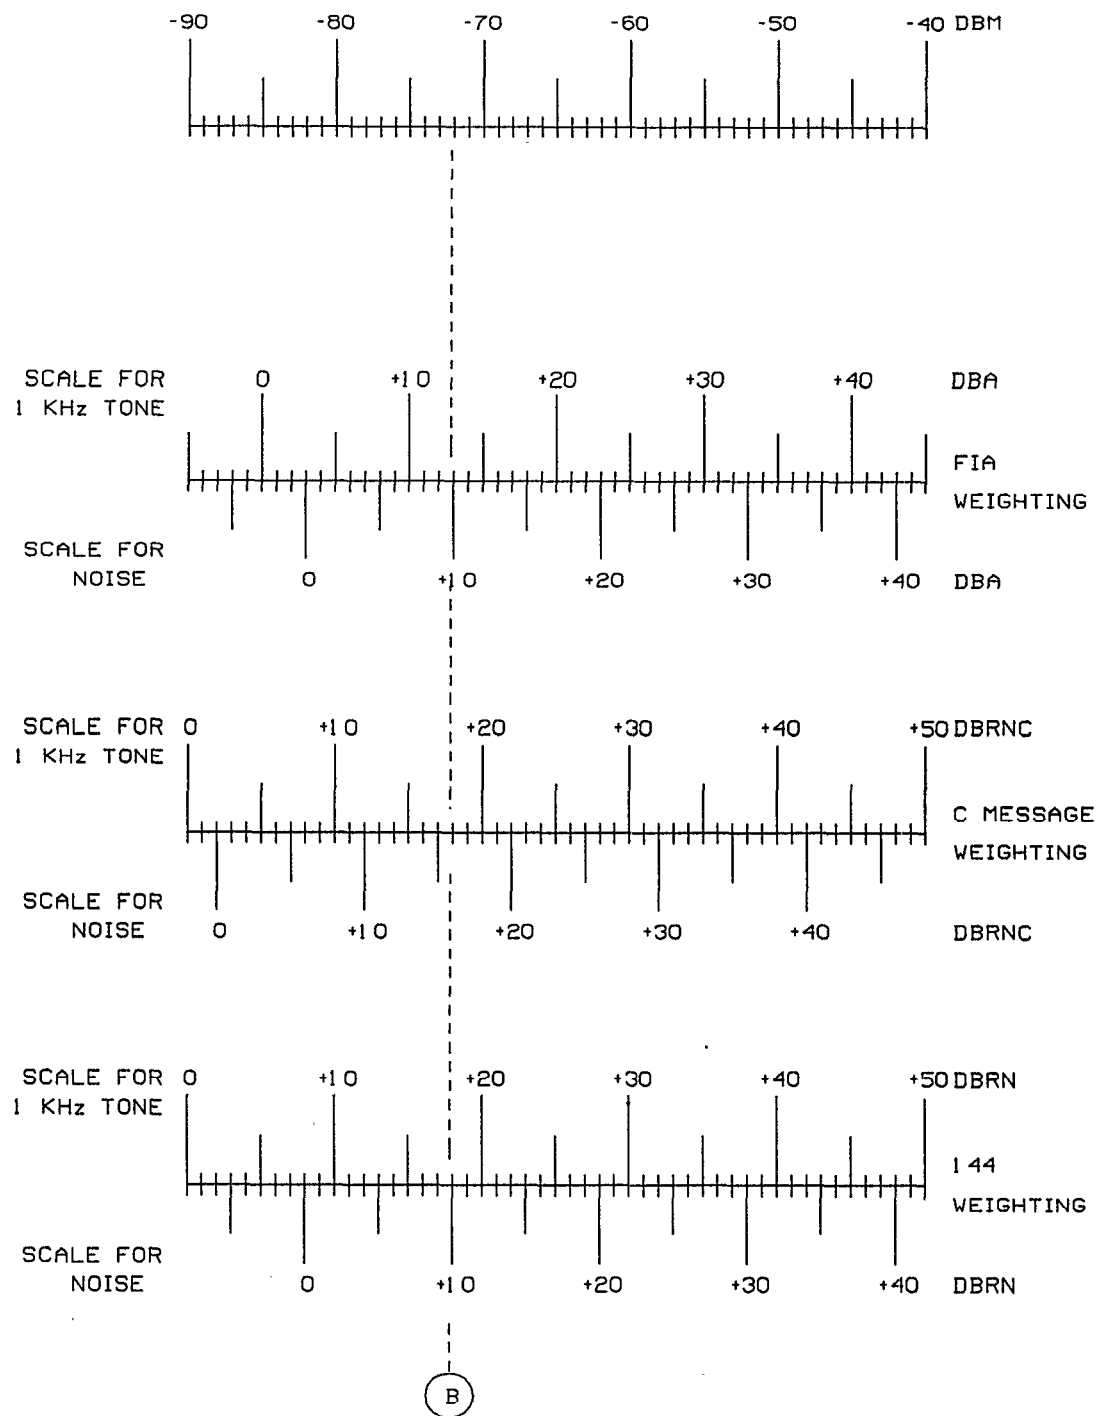 -90 -80 -70 -60 -50 -40 DBM
SCALE FOR 0 +10 +20 +30 +40 DBA
1 KHz TONE
FIA
WEIGHTING
SCALE FOR
NOISE 0 +10 +20 +30 +40 DBA
SCALE FOR 0 +10 +20 +30 +40 +50 DBRNC
1 KHz TONE
C MESSAGE
WEIGHTING
SCALE FOR
NOISE 0 +10 +20 +30 +40 DBRNC
SCALE FOR 0 +10 +20 +30 +40 +50 DBRN
1 KHz TONE
144
WEIGHTING
SCALE FOR
NOISE 0 +10 +20 +30 +40 DBRN
B